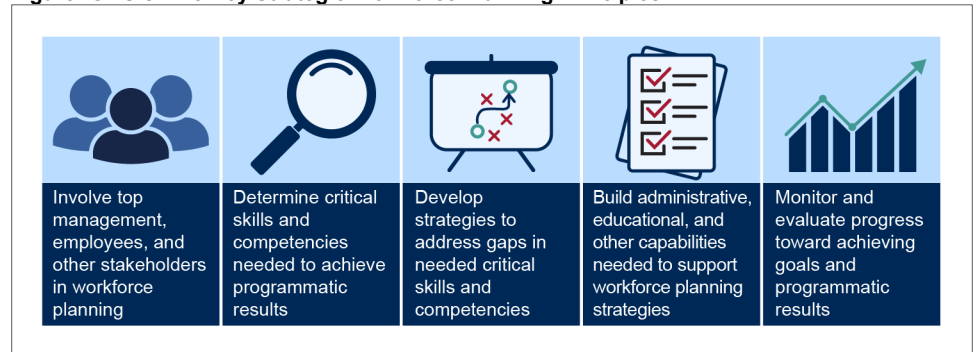 Involve top
management,
employees, and
other stakeholders
in workforce
planning
Determine critical
skills and
competencies
needed to achieve
programmatic
results
Develop
strategies to
address gaps in
needed critical
skills and
competencies
Build administrative,
educational, and
other capabilities
needed to support
workforce planning
strategies
Monitor and
evaluate progress
toward achieving
goals and
programmatic
results